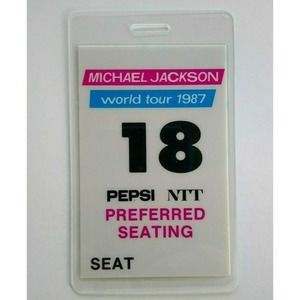 MICHAEL JACKSON
world tour 1987
18
PEPSI NTT
PREFERRED
SEATING
SEAT